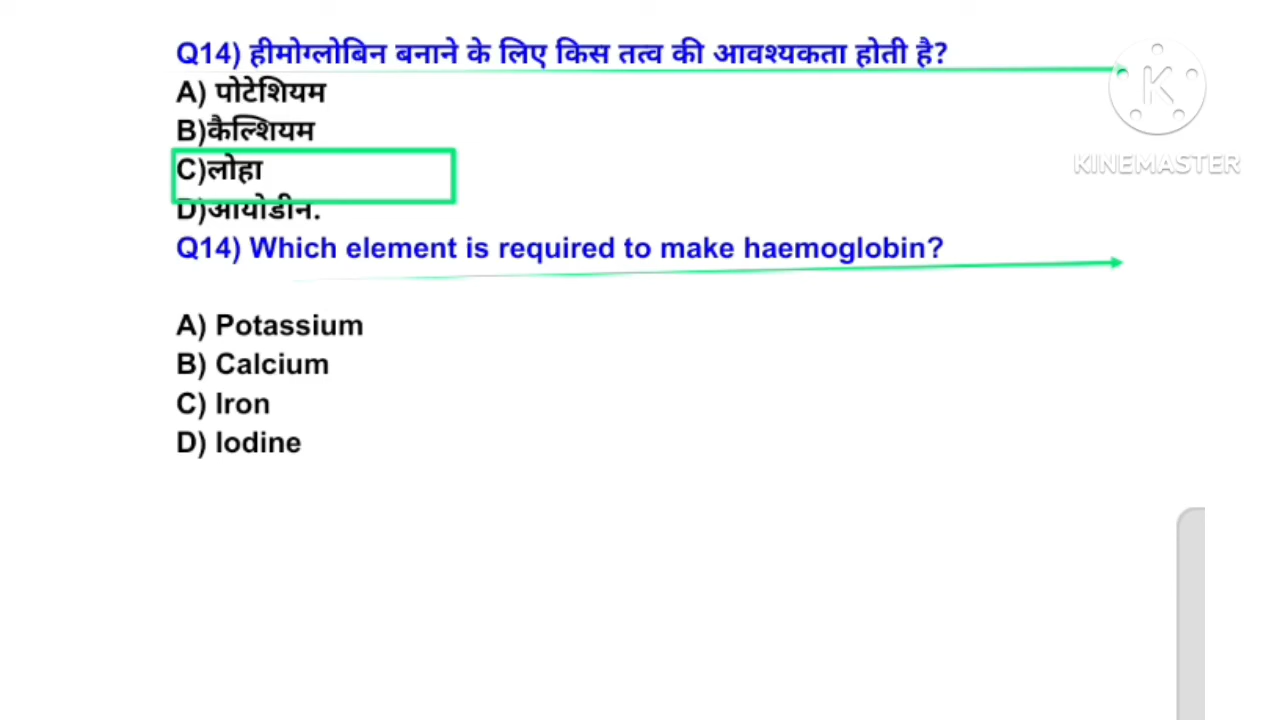 Q14) हीमोग्लोबिन बनाने के लिए किस तत्व की आवश्यकता होती है?
A) पोटेशियम
B)कैल्शियम
C)लोहा
D)आयोडीन.
Q14) Which element is required to make haemoglobin?
A) Potassium
B) Calcium
C) Iron
D) Iodine
K
KINEMASTER